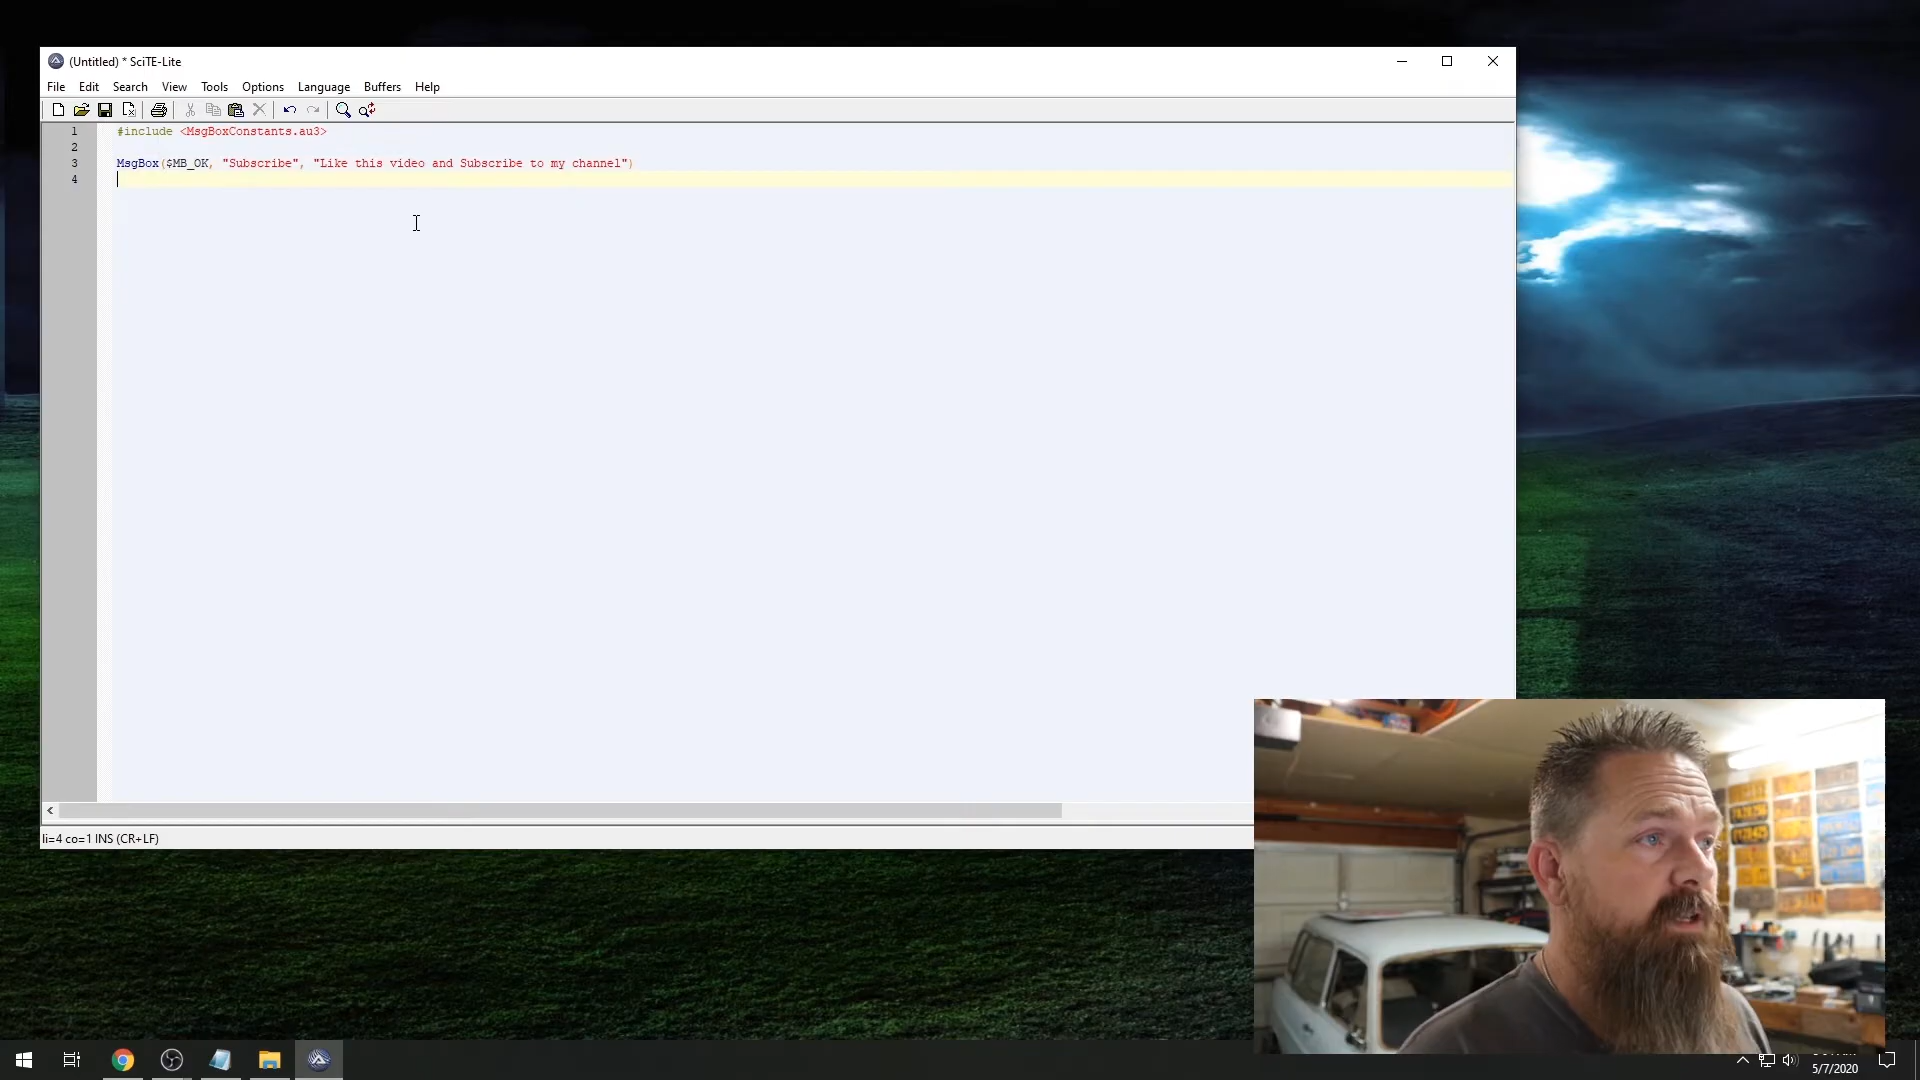 (Untitled) * SciTE-Lite
File Edit Search View Tools Options Language Buffers Help
1 #include <MsgBoxConstants.au3>
2
3 MsgBox($MB_OK, "Subscribe", "Like this video and Subscribe to my channel")
4
li=4 co=1 INS (CR+LF)
5/7/2020